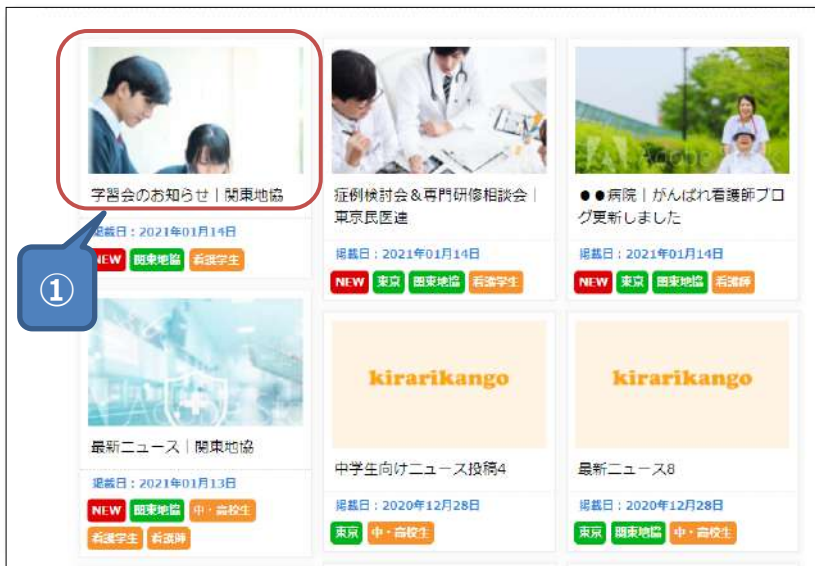 学習会のお知らせ｜関東地協
掲載日：2021年01月14日
NEW 関東地協 看護学生
①
症例検討会＆専門研修相談会｜
東京民医連
掲載日：2021年01月14日
NEW 東京 関東地協 看護学生
●●病院｜がんばれ看護師ブロ
グ更新しました
掲載日：2021年01月14日
NEW 東京 関東地協 看護師
最新ニュース｜関東地協
掲載日：2021年01月13日
NEW 関東地協 中・高校生
看護学生 看護師
kirarikango
中学生向けニュース投稿4
掲載日：2020年12月28日
東京 中・高校生
kirarikango
最新ニュース8
掲載日：2020年12月28日
東京 関東地協 中・高校生